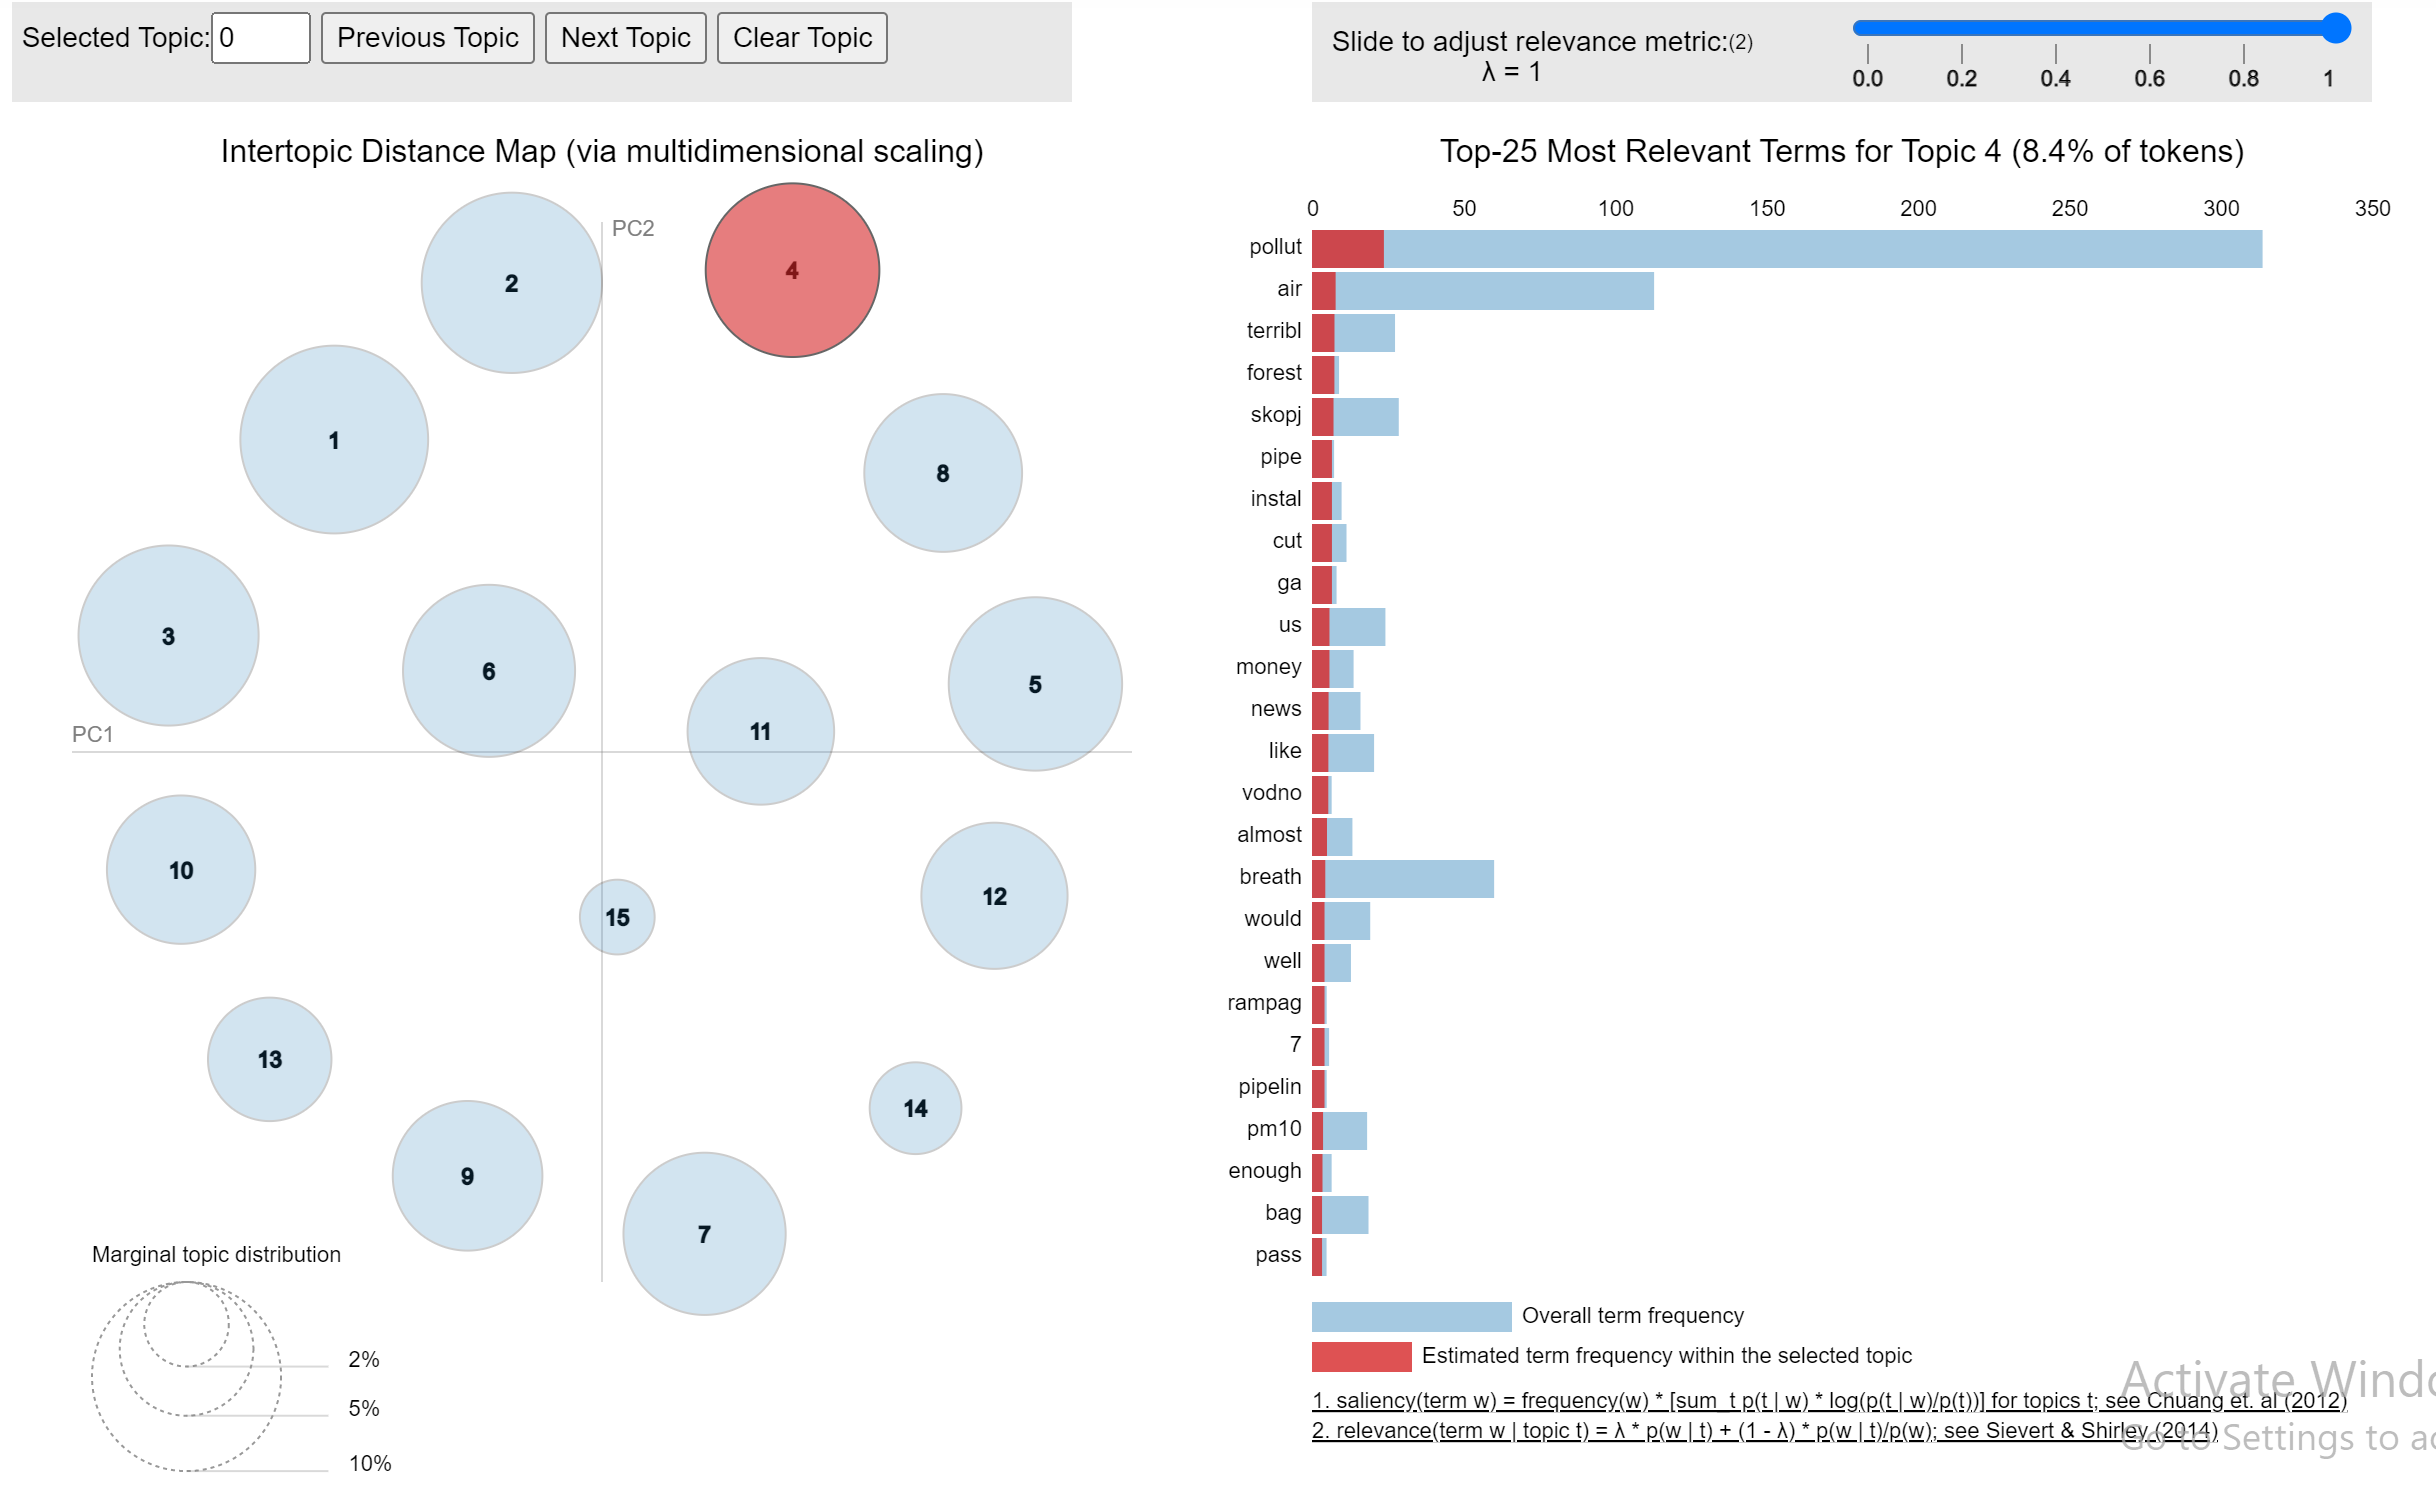 Selected Topic: 0 Previous Topic Next Topic Clear Topic
Slide to adjust relevance metric:(2)
λ = 1
0.0 0.2 0.4 0.6 0.8 1
Intertopic Distance Map (via multidimensional scaling)
PC2
PC1
2
4
1
8
3
6
5
11
10
12
15
13
14
9
7
Marginal topic distribution
2%
5%
10%
Top-25 Most Relevant Terms for Topic 4 (8.4% of tokens)
0 50 100 150 200 250 300 350
pollut
air
terribl
forest
skopj
pipe
instal
cut
ga
us
money
news
like
vodno
almost
breath
would
well
rampag
7
pipelin
pm10
enough
bag
pass
Overall term frequency
Estimated term frequency within the selected topic
1. saliency(term w) = frequency(w) * [sum_t p(t | w) * log(p(t | w)/p(t))] for topics t; see Chuang et. al (2012)
2. relevance(term w | topic t) = λ * p(w | t) + (1 - λ) * p(w | t)/p(w); see Sievert & Shirley (2014)
Activate Windo
Go to Settings to ac